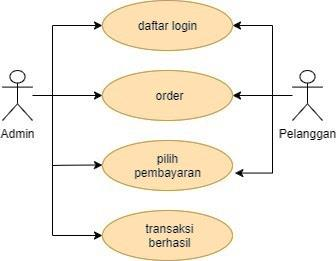 daftar login
order
Admin
Pelanggan
pilih
pembayaran
transaksi
berhasil